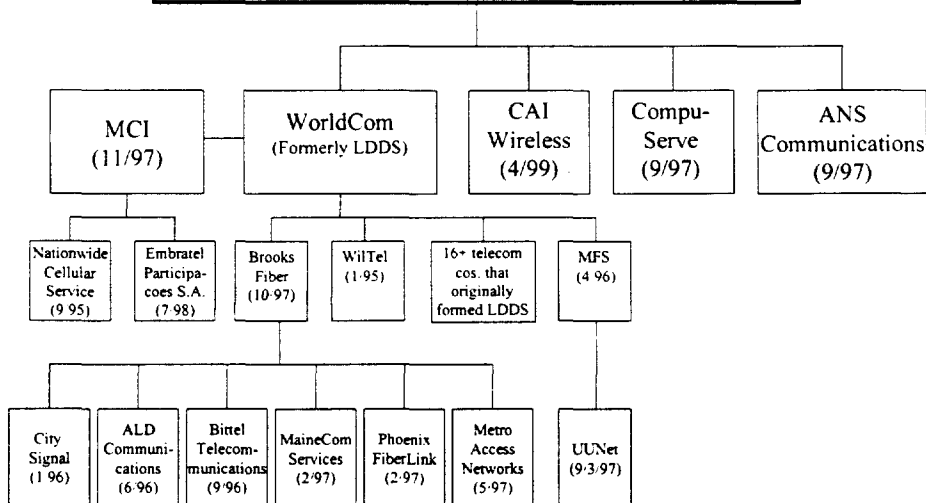 MCI
(11/97)
WorldCom
(Formerly LDDS)
CAI
Wireless
(4/99)
Compu-
Serve
(9/97)
ANS
Communications
(9/97)
Nationwide
Cellular
Service
(9·95)
Embratel
Participa-
coes S.A.
(7·98)
Brooks
Fiber
(10·97)
WilTel
(1·95)
16+ telecom
cos. that
originally
formed LDDS
MFS
(4·96)
City
Signal
(1·96)
ALD
Communi-
cations
(6·96)
Bittel
Telecom-
munications
(9·96)
MaineCom
Services
(2·97)
Phoenix
FiberLink
(2·97)
Metro
Access
Networks
(5·97)
UUNet
(9·3·97)